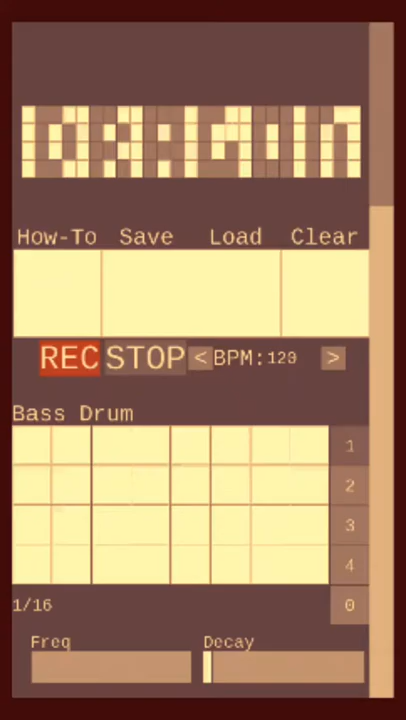 How-To Save Load Clear
REC STOP < BPM:120 >
Bass Drum
1
2
3
4
1/16 0
Freq Decay